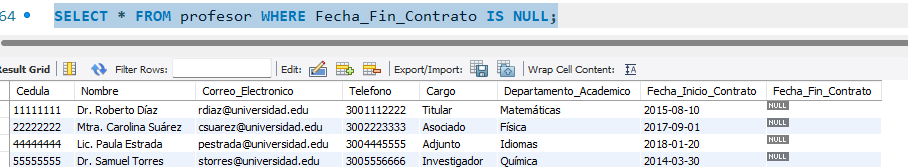 64 SELECT * FROM profesor WHERE Fecha_Fin_Contrato IS NULL;
Result Grid Filter Rows: Edit: Export/Import: Wrap Cell Content: IA
Cedula Nombre Correo_Electronico Telefono Cargo Departamento_Academico Fecha_Inicio_Contrato Fecha_Fin_Contrato
11111111 Dr. Roberto Díaz rdiaz@universidad.edu 3001112222 Titular Matemáticas 2015-08-10 NULL
22222222 Mtra. Carolina Suárez csuarez@universidad.edu 3002223333 Asociado Física 2017-09-01 NULL
44444444 Lic. Paula Estrada pestrada@universidad.edu 3004445555 Adjunto Idiomas 2018-01-20 NULL
55555555 Dr. Samuel Torres storres@universidad.edu 3005556666 Investigador Química 2014-03-30 NULL